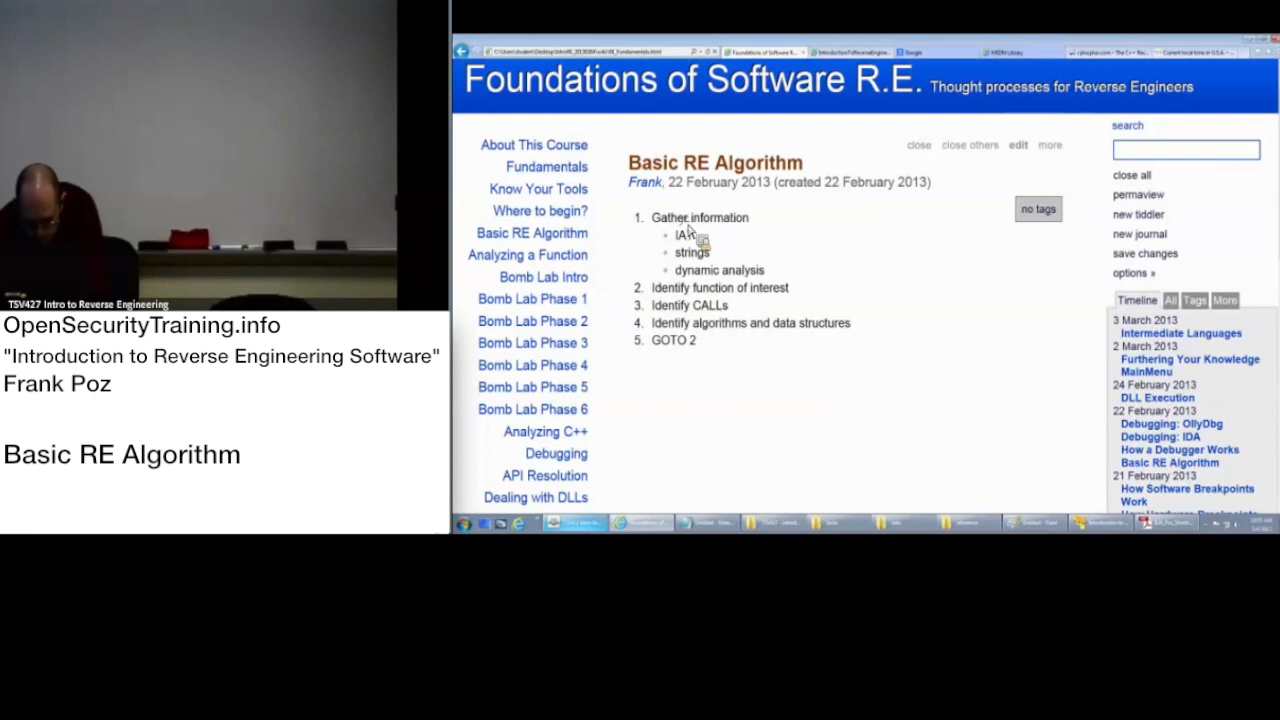 TSV427 Intro to Reverse Engineering
OpenSecurityTraining.info
"Introduction to Reverse Engineering Software"
Frank Poz
Basic RE Algorithm
Foundations of Software R.E. Thought processes for Reverse Engineers
About This Course
Fundamentals
Know Your Tools
Where to begin?
Basic RE Algorithm
Analyzing a Function
Bomb Lab Intro
Bomb Lab Phase 1
Bomb Lab Phase 2
Bomb Lab Phase 3
Bomb Lab Phase 4
Bomb Lab Phase 5
Bomb Lab Phase 6
Analyzing C++
Debugging
API Resolution
Dealing with DLLs
close close others edit more
Basic RE Algorithm
Frank, 22 February 2013 (created 22 February 2013)
no tags
1. Gather information
strings
dynamic analysis
2. Identify function of interest
3. Identify CALLs
4. Identify algorithms and data structures
5. GOTO 2
search
close all
permaview
new tiddler
new journal
save changes
options »
Timeline All Tags More
3 March 2013
Intermediate Languages
2 March 2013
Furthering Your Knowledge
MainMenu
24 February 2013
DLL Execution
22 February 2013
Debugging: OllyDbg
Debugging: IDA
How a Debugger Works
Basic RE Algorithm
21 February 2013
How Software Breakpoints
Work